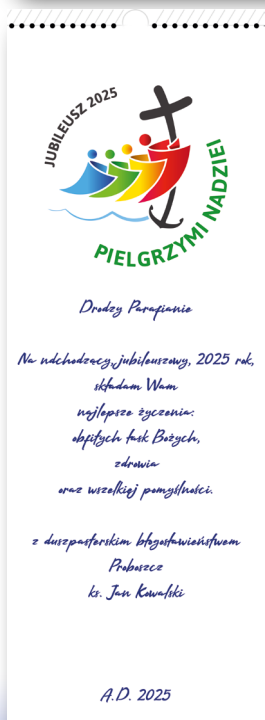 JUBILEUSZ 2025
PIELGRZYMI NADZIEI
Drodzy Parafianie
Na nadchodzący, jubileuszowy, 2025 rok,
składam Wam
najlepsze życzenia:
obfitych łask Bożych,
zdrowia
oraz wszelkiej pomyślności.
z duszpasterskim błogosławieństwem
Proboszcz
ks. Jan Kowalski
A.D. 2025